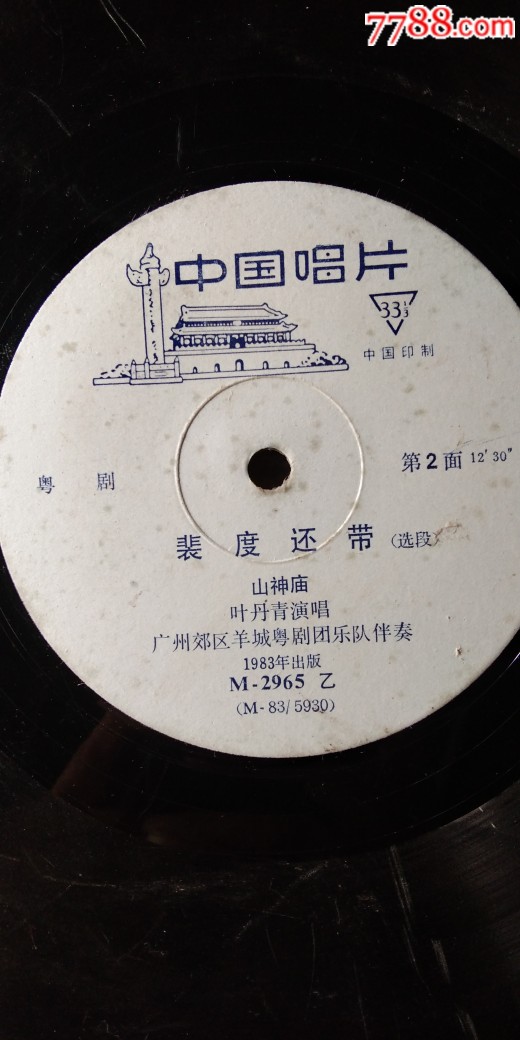 7788.com
中国唱片
33 1/3
中国印制
粤剧
第2面 12′30″
裴度还带(选段)
山神庙
叶丹青演唱
广州郊区羊城粤剧团乐队伴奏
1983年出版
M-2965 乙
(M-83/5930)